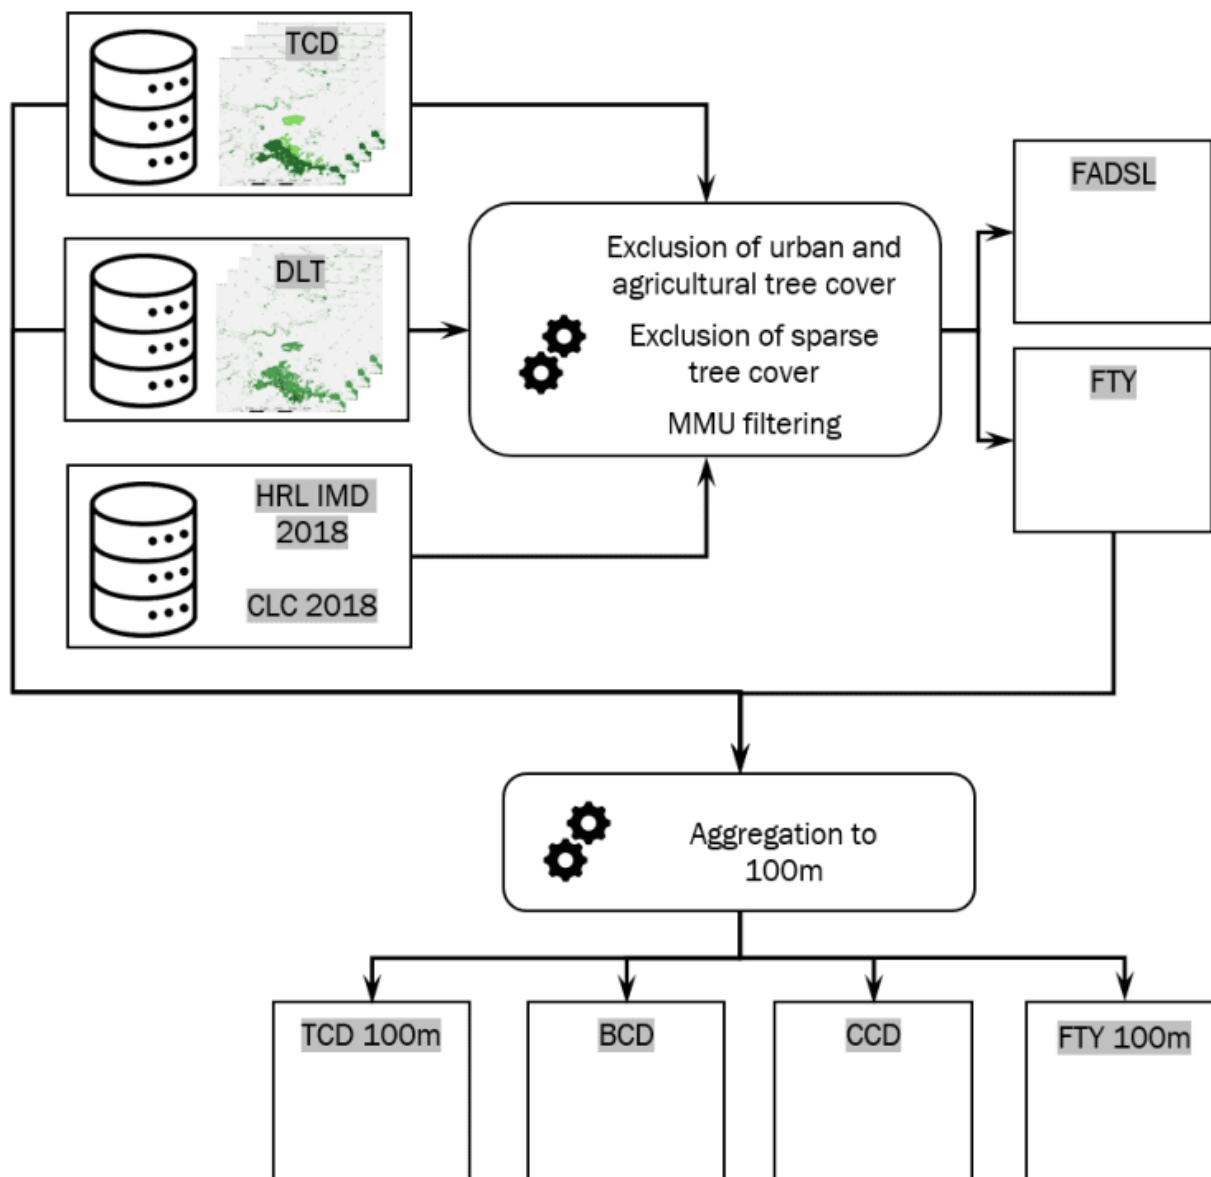 TCD
DLT
HRL IMD
2018
CLC 2018
Exclusion of urban and
agricultural tree cover
Exclusion of sparse
tree cover
MMU filtering
FADSL
FTY
Aggregation to
100m
TCD 100m
BCD
CCD
FTY 100m